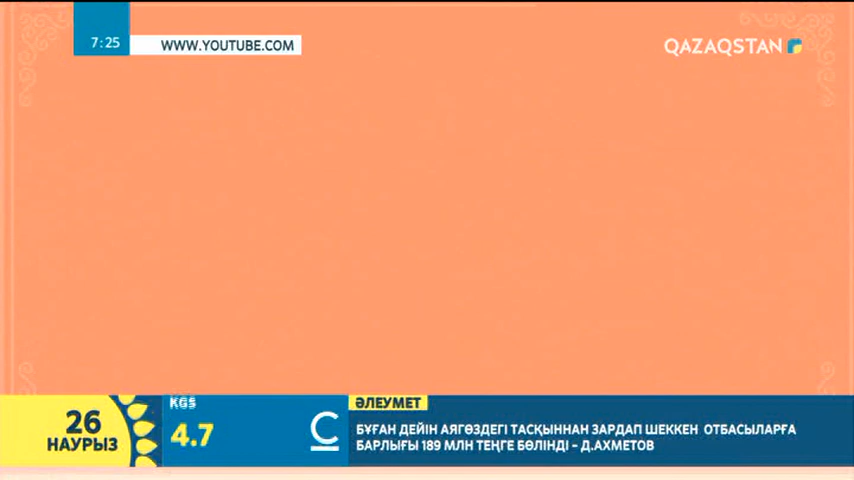 7:25
WWW.YOUTUBE.COM
QAZAQSTAN
26
НАУРЫЗ
KGS
4.7
ӘЛЕУМЕТ
БҰҒАН ДЕЙІН АЯГӨЗДЕГІ ТАСҚЫННАН ЗАРДАП ШЕККЕН ОТБАСЫЛАРҒА
БАРЛЫҒЫ 189 МЛН ТЕҢГЕ БӨЛІНДІ – Д.АХМЕТОВ